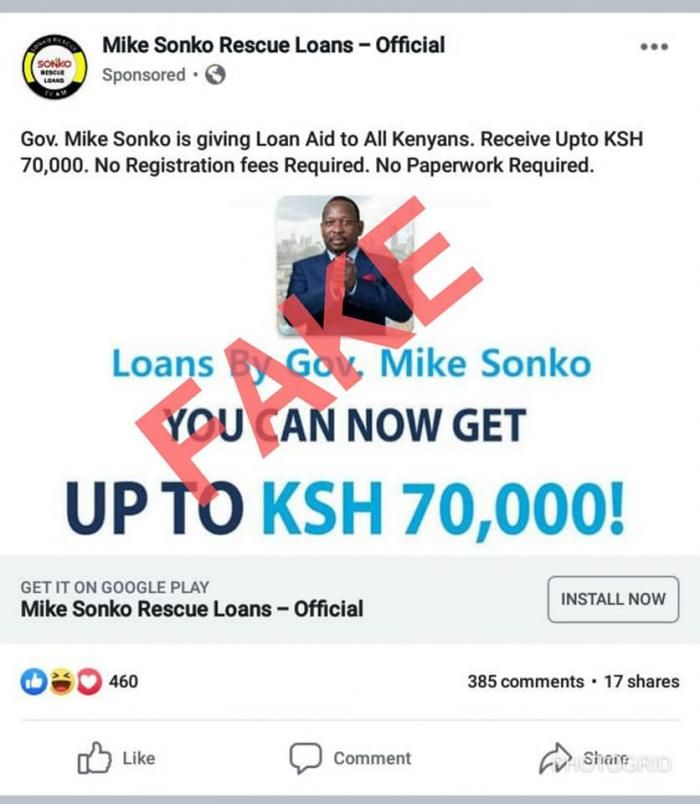 Mike Sonko Rescue Loans – Official
Sponsored ·
SONKO RESCUE
SONKO
RESCUE
LOANS
TEAM
Gov. Mike Sonko is giving Loan Aid to All Kenyans. Receive Upto KSH
70,000. No Registration fees Required. No Paperwork Required.
FAKE
Loans By Gov. Mike Sonko
YOU CAN NOW GET
UP TO KSH 70,000!
GET IT ON GOOGLE PLAY
Mike Sonko Rescue Loans – Official
INSTALL NOW
460
385 comments • 17 shares
Like
Comment
Share
PHOTOGRID